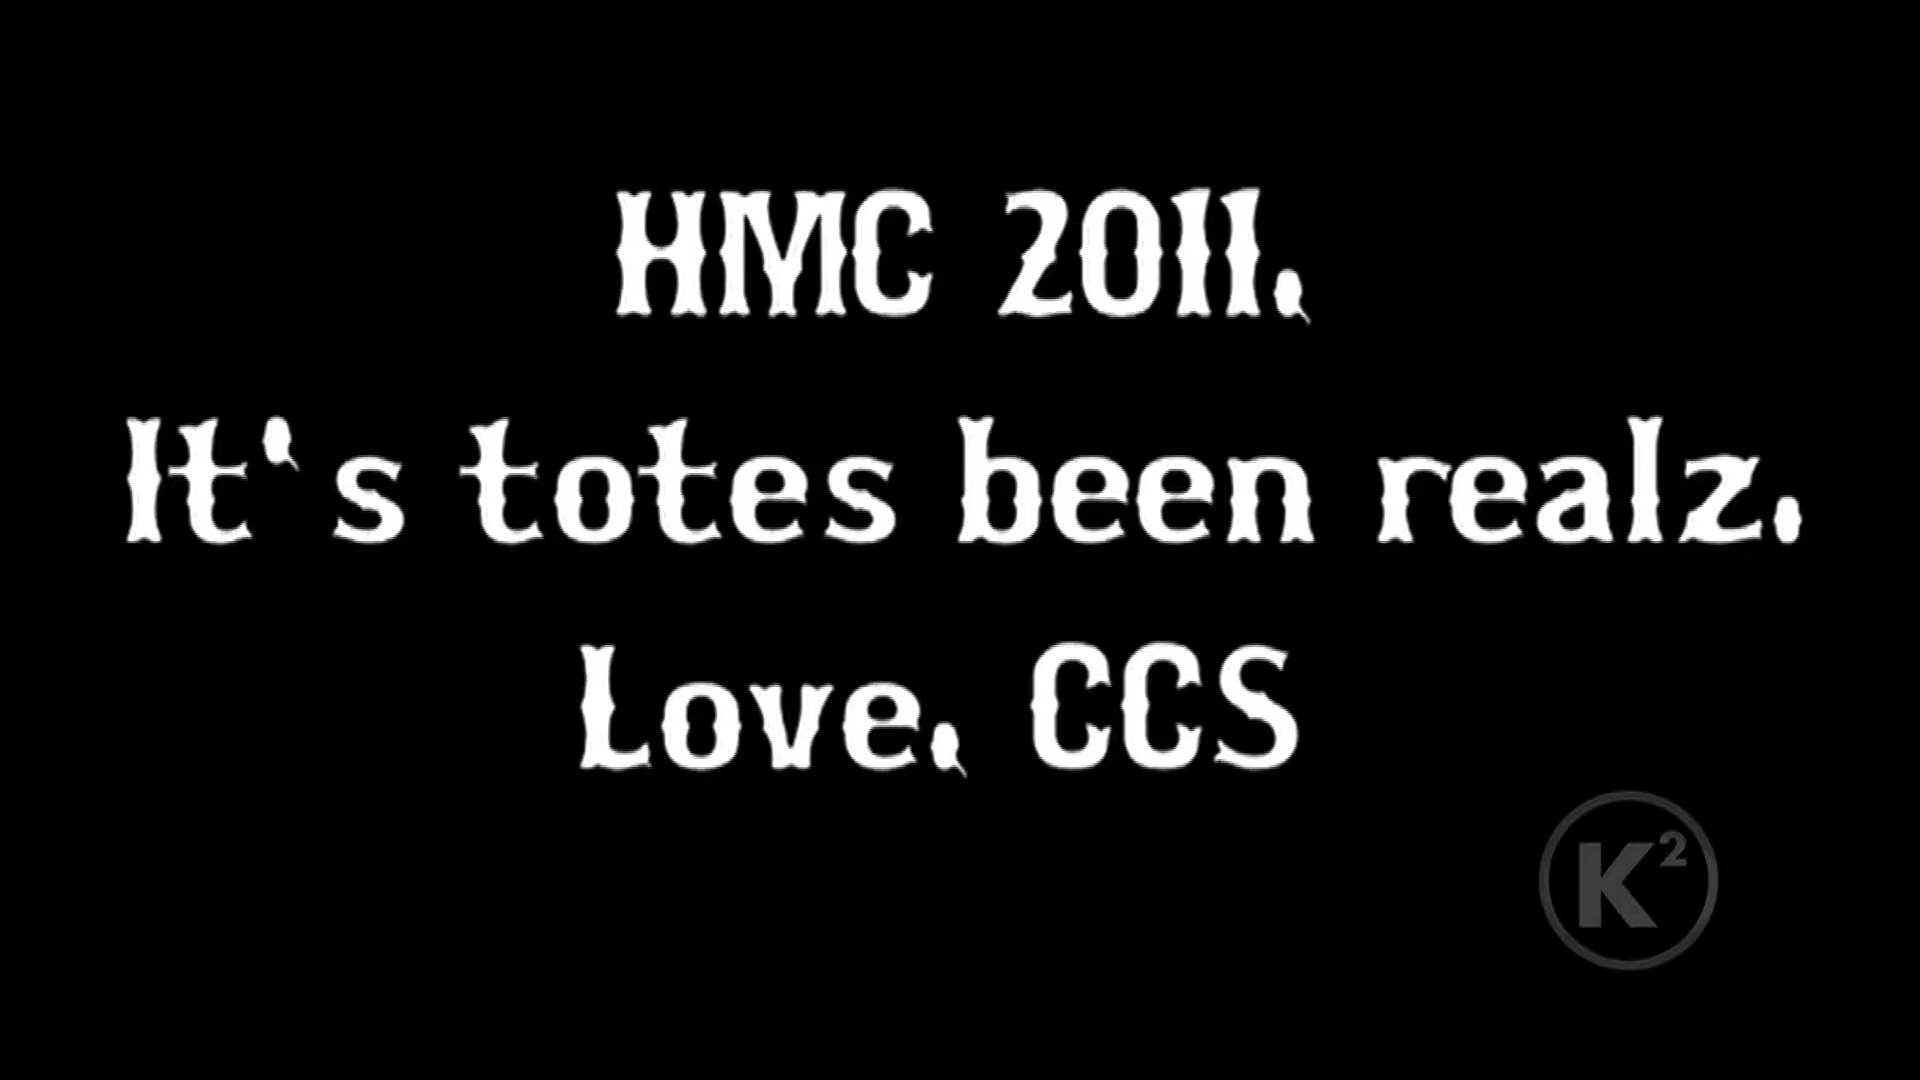 HMC 2011,
It's totes been realz.
Love, CCS
K²